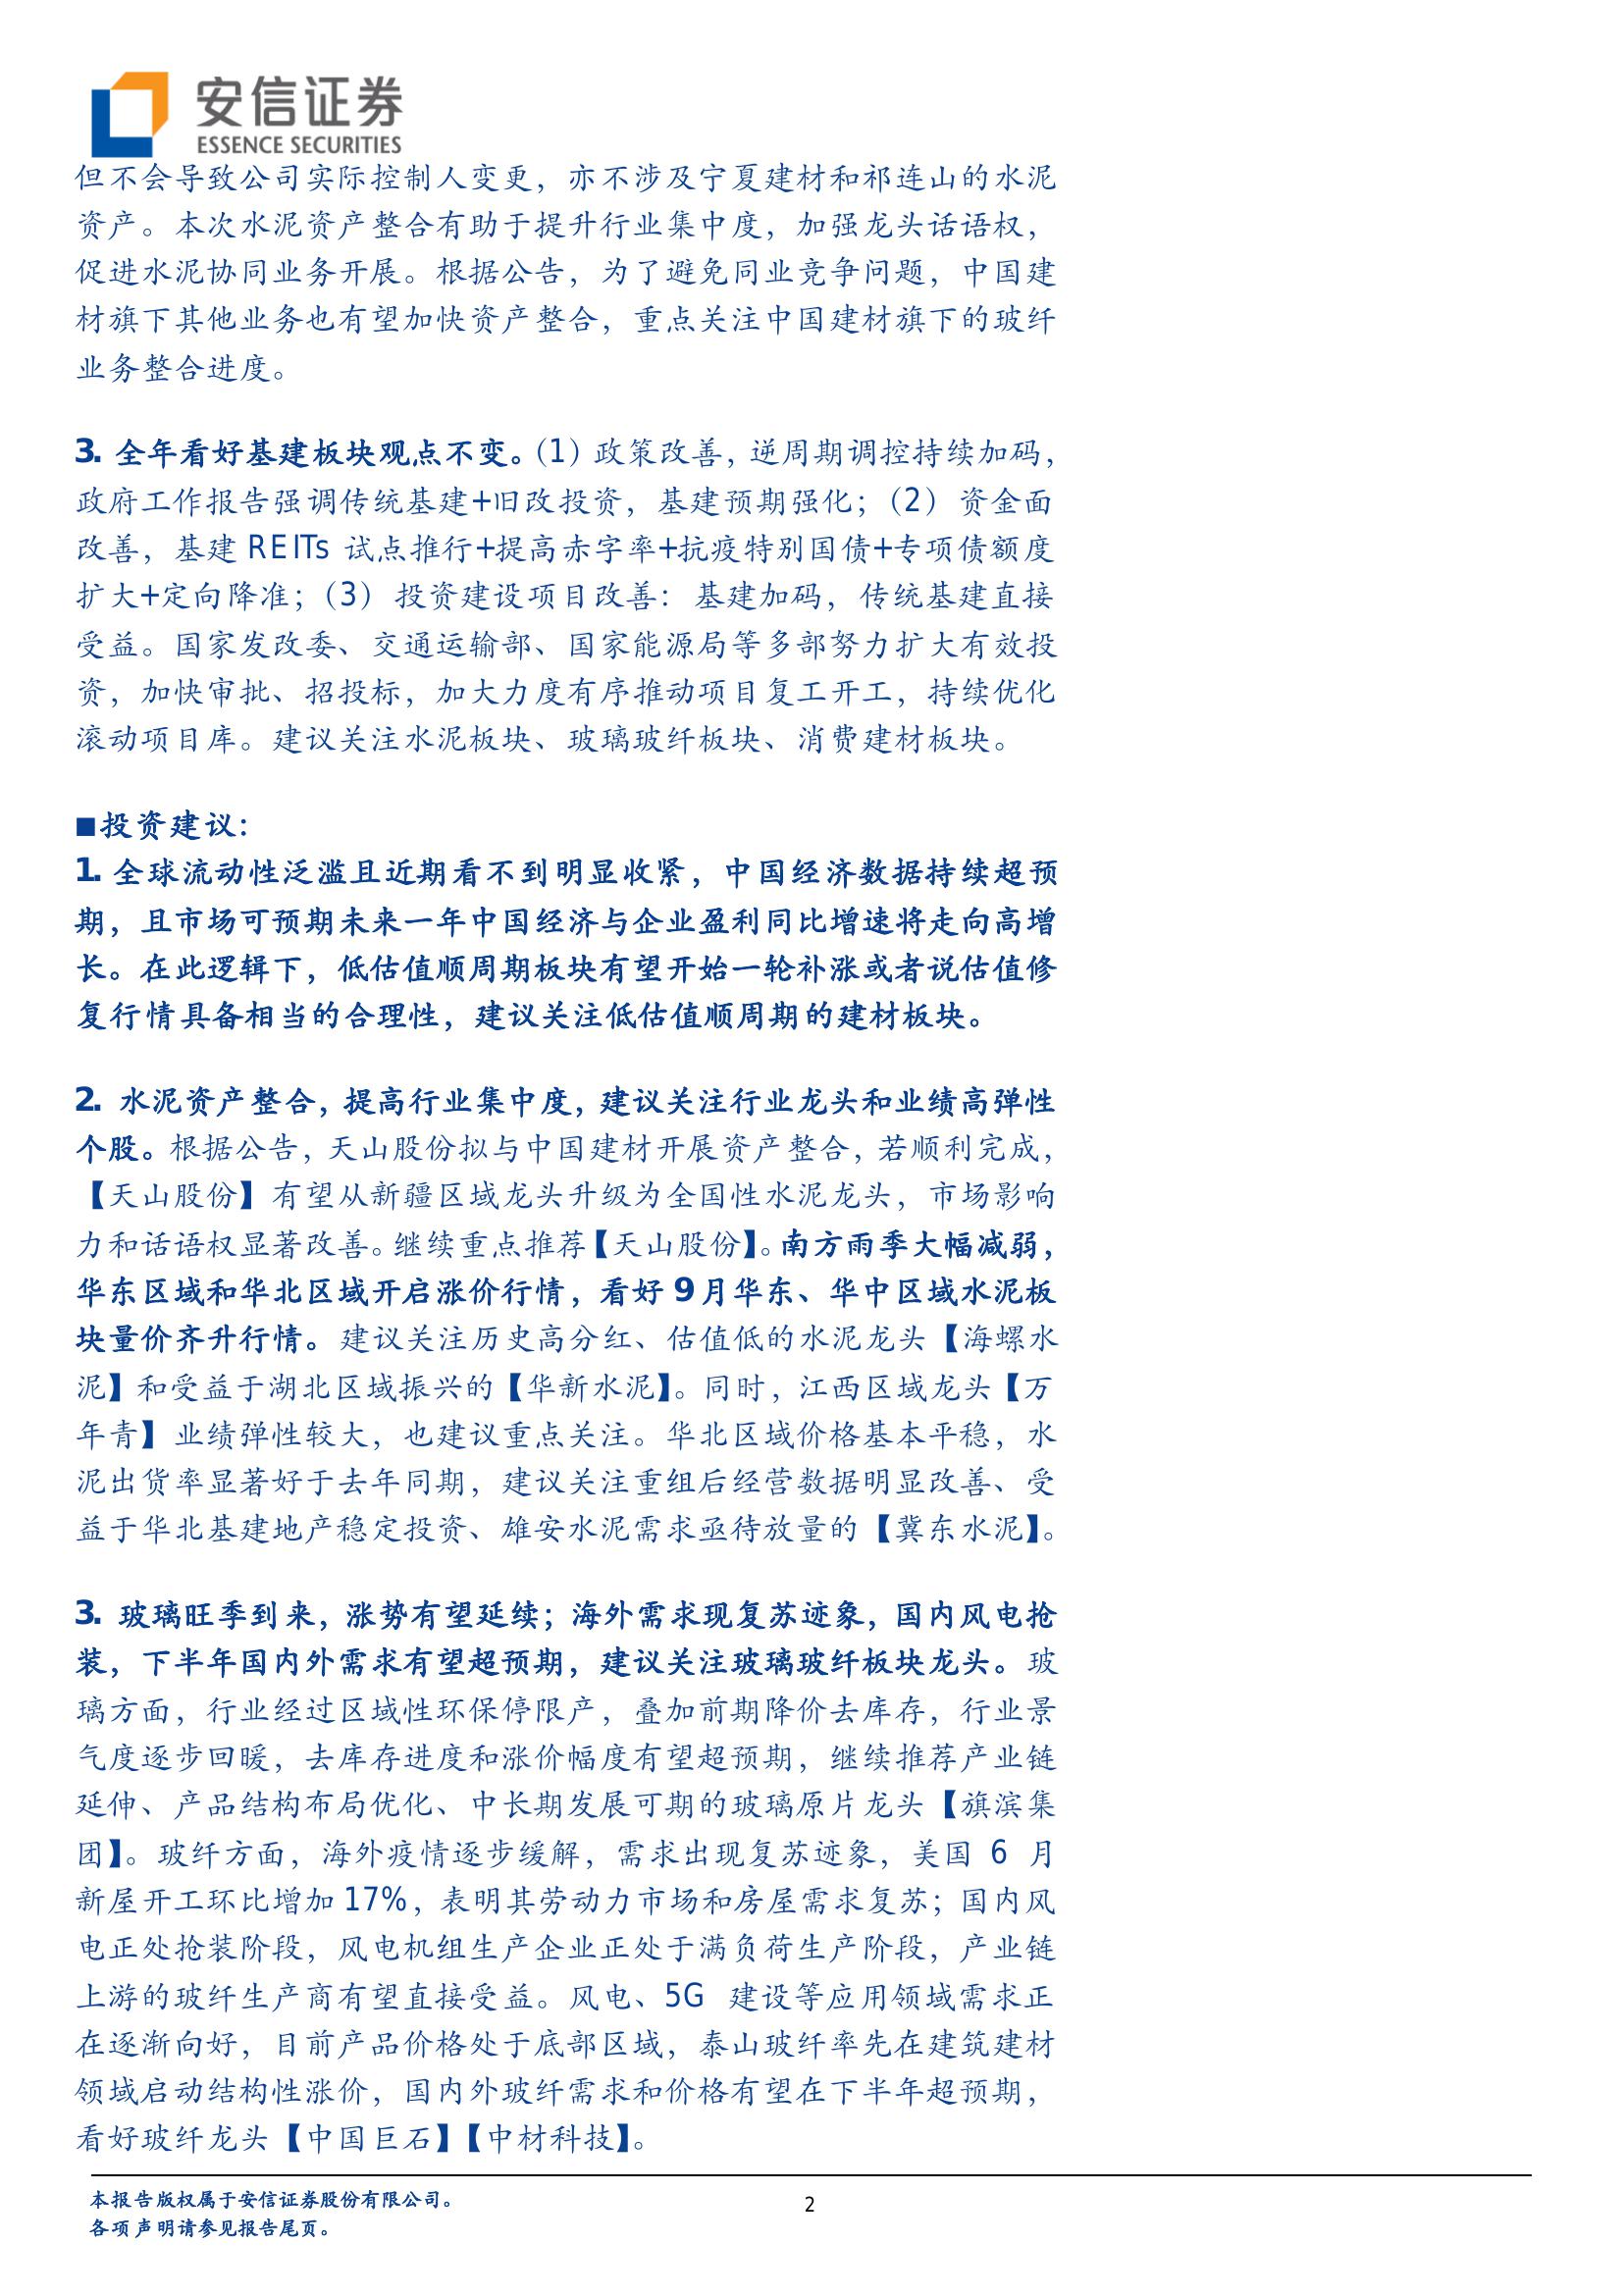 安信证券
ESSENCE SECURITIES
但不会导致公司实际控制人变更，亦不涉及宁夏建材和祁连山的水泥
资产。本次水泥资产整合有助于提升行业集中度，加强龙头话语权，
促进水泥协同业务开展。根据公告，为了避免同业竞争问题，中国建
材旗下其他业务也有望加快资产整合，重点关注中国建材旗下的玻纤
业务整合进度。
3. 全年看好基建板块观点不变。（1）政策改善，逆周期调控持续加码，
政府工作报告强调传统基建+旧改投资，基建预期强化；（2）资金面
改善，基建 REITs 试点推行+提高赤字率+抗疫特别国债+专项债额度
扩大+定向降准；（3）投资建设项目改善：基建加码，传统基建直接
受益。国家发改委、交通运输部、国家能源局等多部努力扩大有效投
资，加快审批、招投标，加大力度有序推动项目复工开工，持续优化
滚动项目库。建议关注水泥板块、玻璃玻纤板块、消费建材板块。
■投资建议：
1. 全球流动性泛滥且近期看不到明显收紧，中国经济数据持续超预
期，且市场可预期未来一年中国经济与企业盈利同比增速将走向高增
长。在此逻辑下，低估值顺周期板块有望开始一轮补涨或者说估值修
复行情具备相当的合理性，建议关注低估值顺周期的建材板块。
2. 水泥资产整合，提高行业集中度，建议关注行业龙头和业绩高弹性
个股。根据公告，天山股份拟与中国建材开展资产整合，若顺利完成，
【天山股份】有望从新疆区域龙头升级为全国性水泥龙头，市场影响
力和话语权显著改善。继续重点推荐【天山股份】。南方雨季大幅减弱，
华东区域和华北区域开启涨价行情，看好 9 月华东、华中区域水泥板
块量价齐升行情。建议关注历史高分红、估值低的水泥龙头【海螺水
泥】和受益于湖北区域振兴的【华新水泥】。同时，江西区域龙头【万
年青】业绩弹性较大，也建议重点关注。华北区域价格基本平稳，水
泥出货率显著好于去年同期，建议关注重组后经营数据明显改善、受
益于华北基建地产稳定投资、雄安水泥需求亟待放量的【冀东水泥】。
3. 玻璃旺季到来，涨势有望延续；海外需求现复苏迹象，国内风电抢
装，下半年国内外需求有望超预期，建议关注玻璃玻纤板块龙头。玻
璃方面，行业经过区域性环保停限产，叠加前期降价去库存，行业景
气度逐步回暖，去库存进度和涨价幅度有望超预期，继续推荐产业链
延伸、产品结构布局优化、中长期发展可期的玻璃原片龙头【旗滨集
团】。玻纤方面，海外疫情逐步缓解，需求出现复苏迹象，美国 6 月
新屋开工环比增加 17%，表明其劳动力市场和房屋需求复苏；国内风
电正处抢装阶段，风电机组生产企业正处于满负荷生产阶段，产业链
上游的玻纤生产商有望直接受益。风电、5G 建设等应用领域需求正
在逐渐向好，目前产品价格处于底部区域，泰山玻纤率先在建筑建材
领域启动结构性涨价，国内外玻纤需求和价格有望在下半年超预期，
看好玻纤龙头【中国巨石】【中材科技】。
本报告版权属于安信证券股份有限公司。
2
各项声明请参见报告尾页。